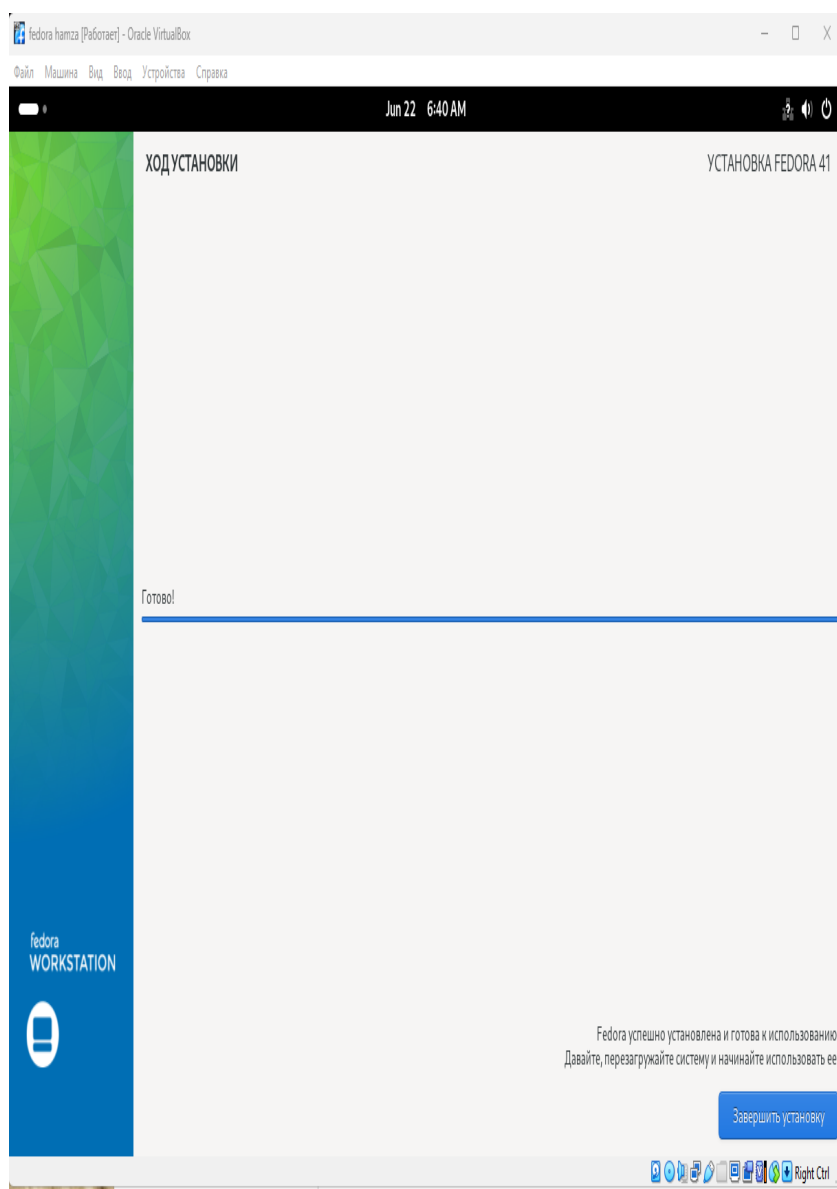 fedora hamza [Работает] - Oracle VirtualBox
Файл Машина Вид Ввод Устройства Справка
Jun 22 6:40 AM
ХОД УСТАНОВКИ
УСТАНОВКА FEDORA 41
Готово!
fedora
WORKSTATION
Fedora успешно установлена и готова к использованию
Давайте, перезагружайте систему и начинайте использовать ее
Завершить установку
Right Ctrl